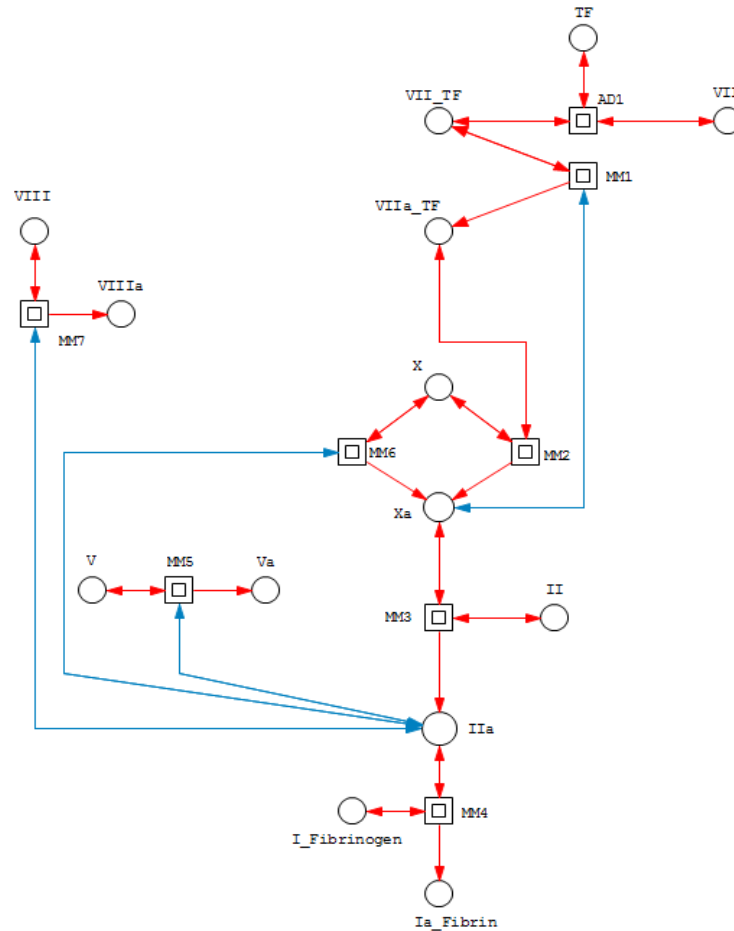 TF
VII_TF
AD1
VII
MM1
VIII
VIIa_TF
VIIIa
MM7
X
MM6
MM2
Xa
V
MM5
Va
II
MM3
IIa
MM4
I_Fibrinogen
Ia_Fibrin